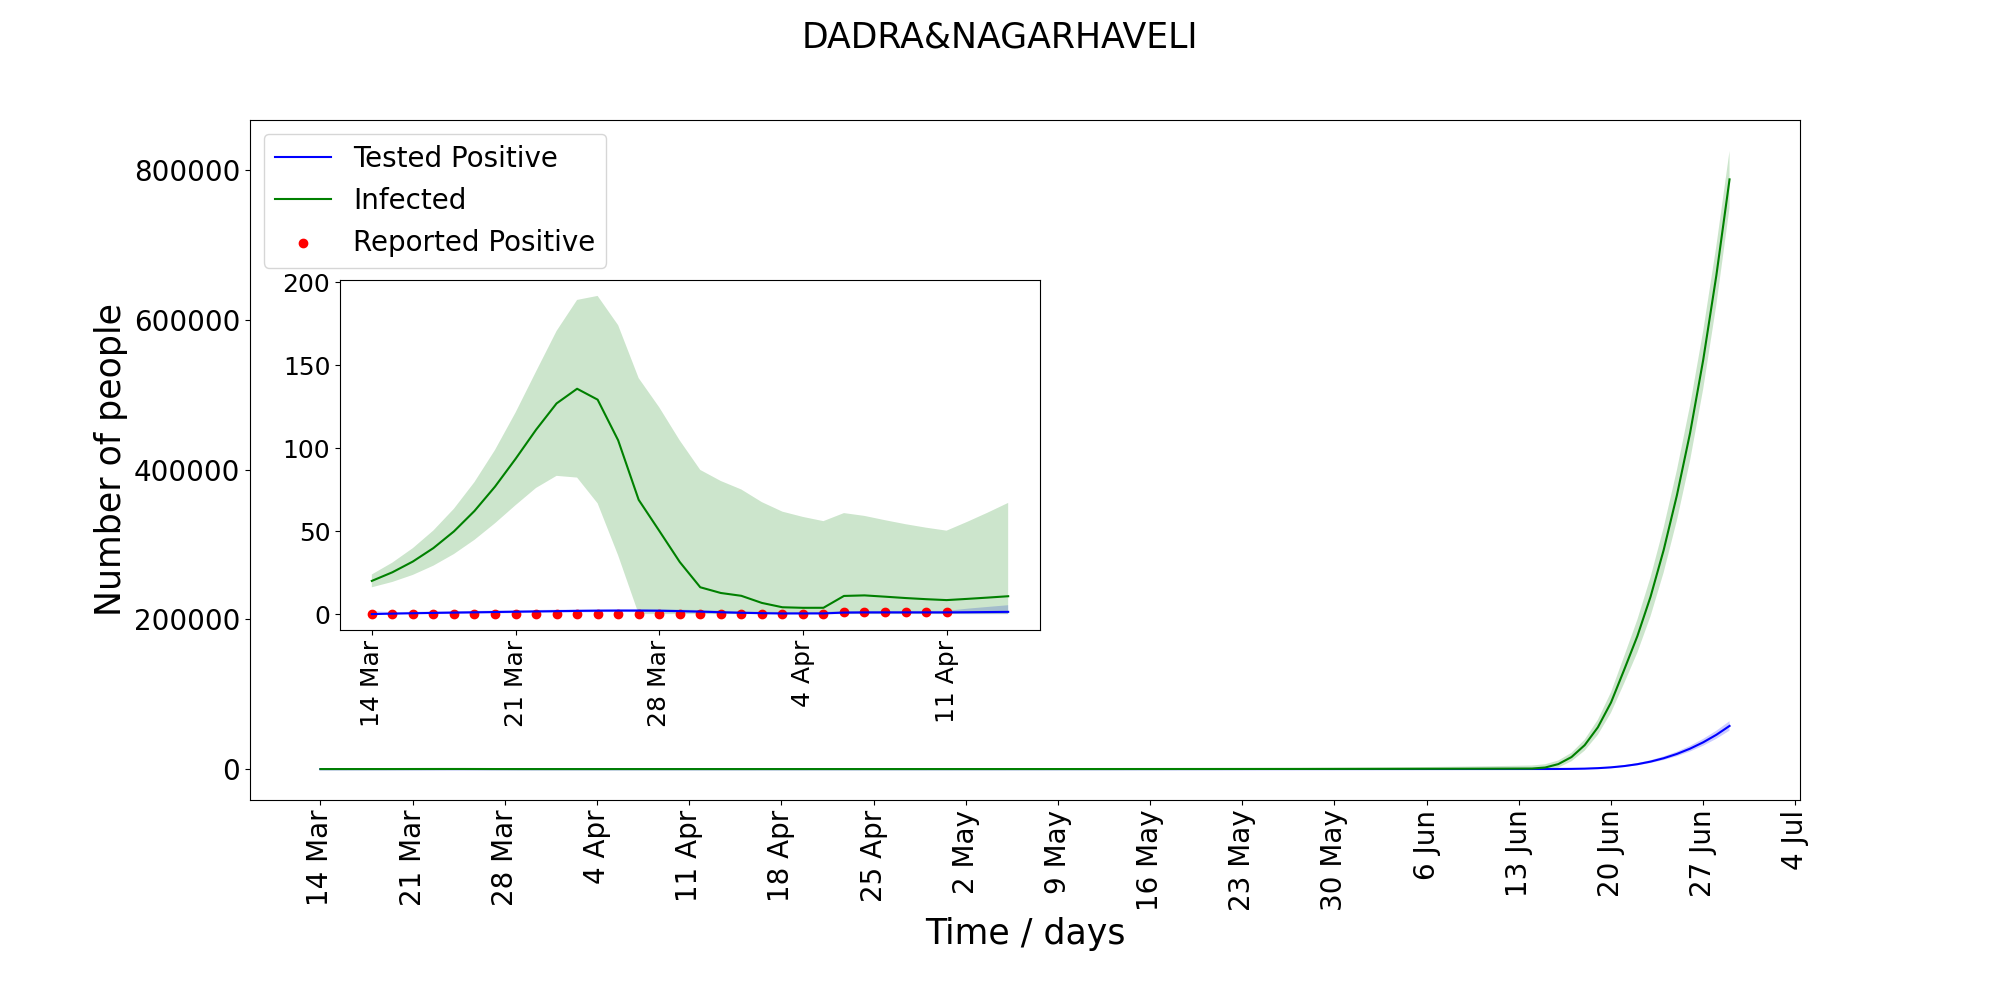 DADRA&NAGARHAVELI
Tested Positive
Infected
Reported Positive
Number of people
800000
600000
400000
200000
0
200
150
100
50
0
14 Mar
21 Mar
28 Mar
4 Apr
11 Apr
14 Mar
21 Mar
28 Mar
4 Apr
11 Apr
18 Apr
25 Apr
2 May
9 May
16 May
23 May
30 May
6 Jun
13 Jun
20 Jun
27 Jun
4 Jul
Time / days